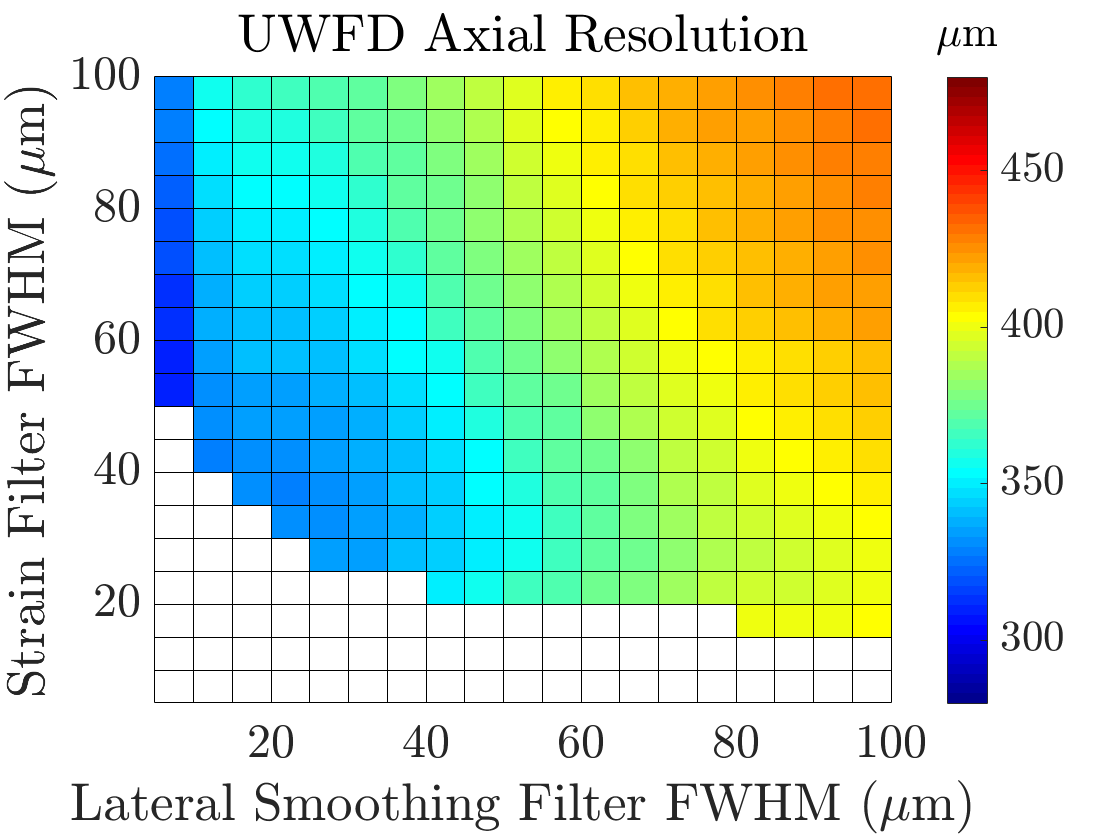 UWFD Axial Resolution
μm
Strain Filter FWHM (μm)
100
80
60
40
20
20 40 60 80 100
Lateral Smoothing Filter FWHM (μm)
450
400
350
300